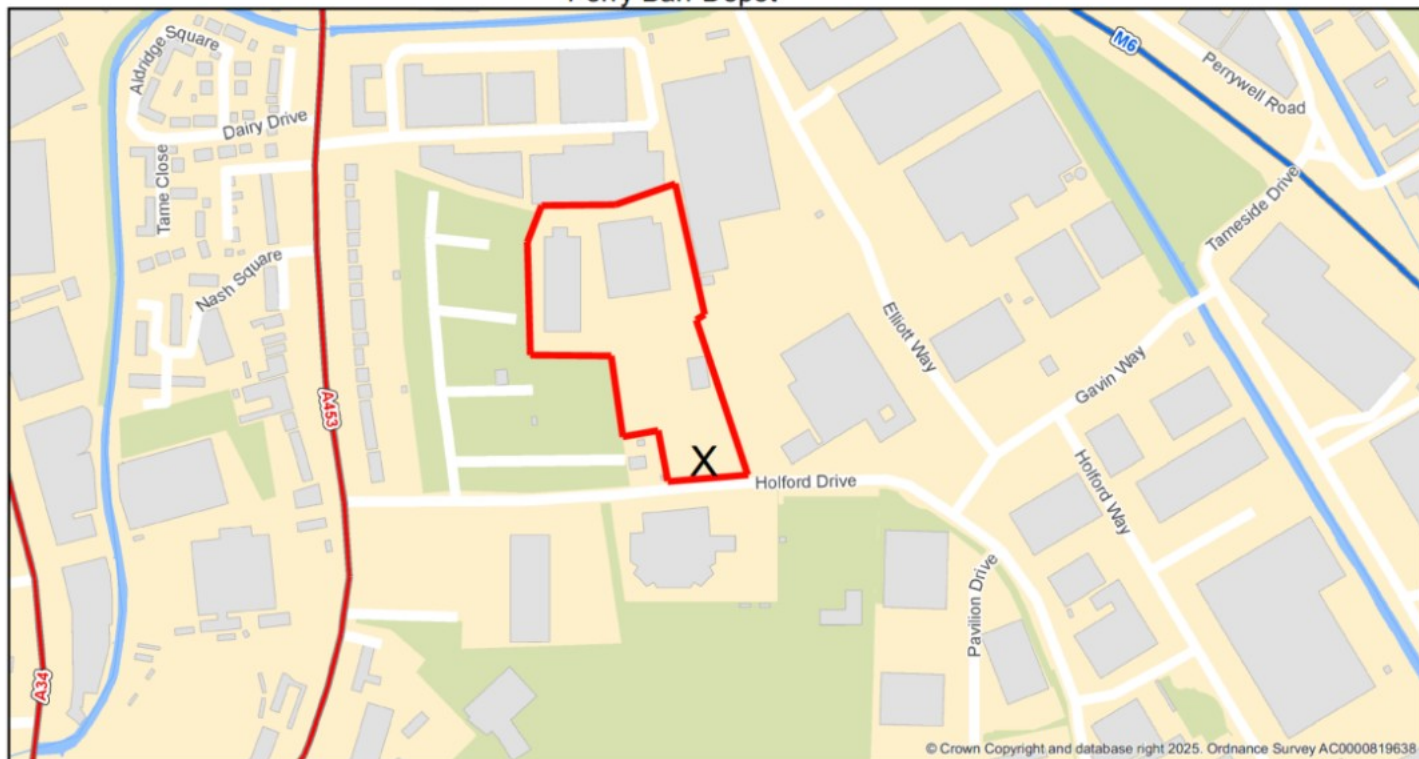 Perry Barr Depot
Aldridge Square
Dairy Drive
Tame Close
Nash Square
A453
A34
M6
Perrywell Road
Tameside Drive
Elliott Way
Gavin Way
Holford Way
X
Holford Drive
Pavilion Drive
© Crown Copyright and database right 2025. Ordnance Survey AC0000819638